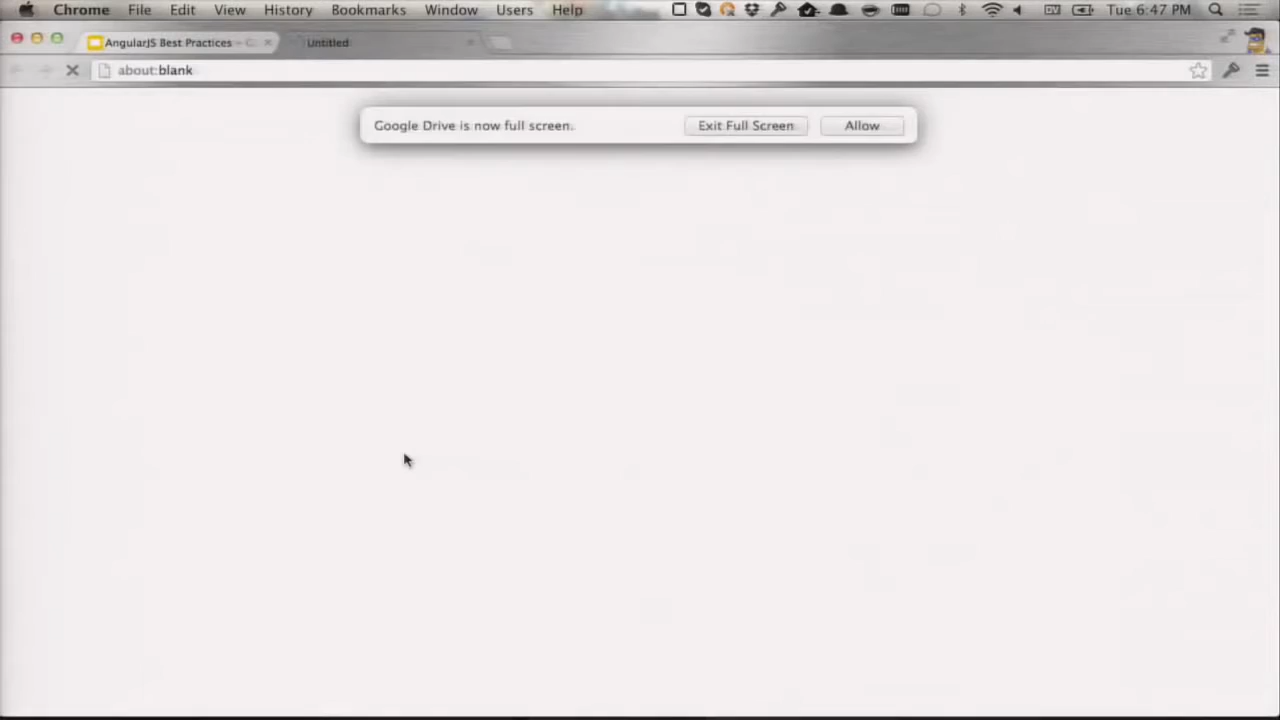 Chrome File Edit View History Bookmarks Window Users Help Tue 6:47 PM
AngularJS Best Practices – Untitled
about:blank
Google Drive is now full screen. Exit Full Screen Allow